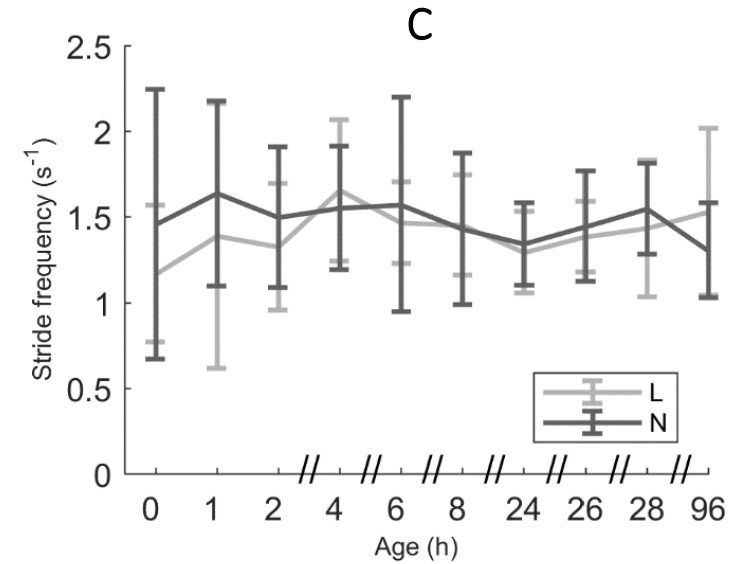 C
2.5
2
1.5
1
0.5
0
Stride frequency (s⁻¹)
L
N
0 1 2 // 4 // 6 // 8 // 24 // 26 // 28 // 96
Age (h)